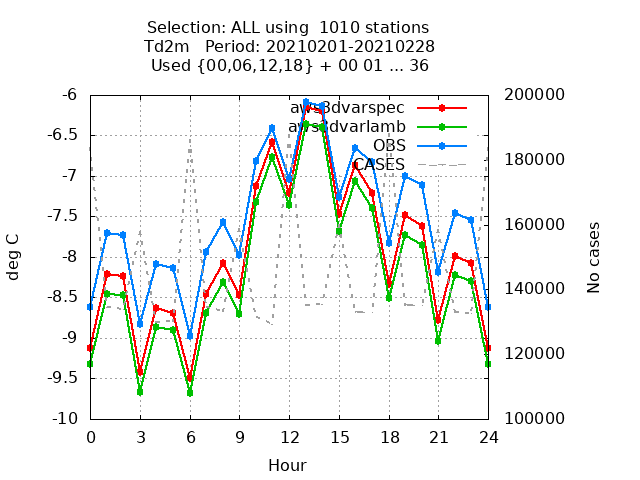 Selection: ALL using  1010 stations
Td2m   Period: 20210201-20210228
Used {00,06,12,18} + 00 01 ... 36
aws3dvarspec
aws3dvarlamb
OBS
CASES
-6
-6.5
-7
-7.5
-8
-8.5
-9
-9.5
-10
deg C
200000
180000
160000
140000
120000
100000
No cases
0 3 6 9 12 15 18 21 24
Hour